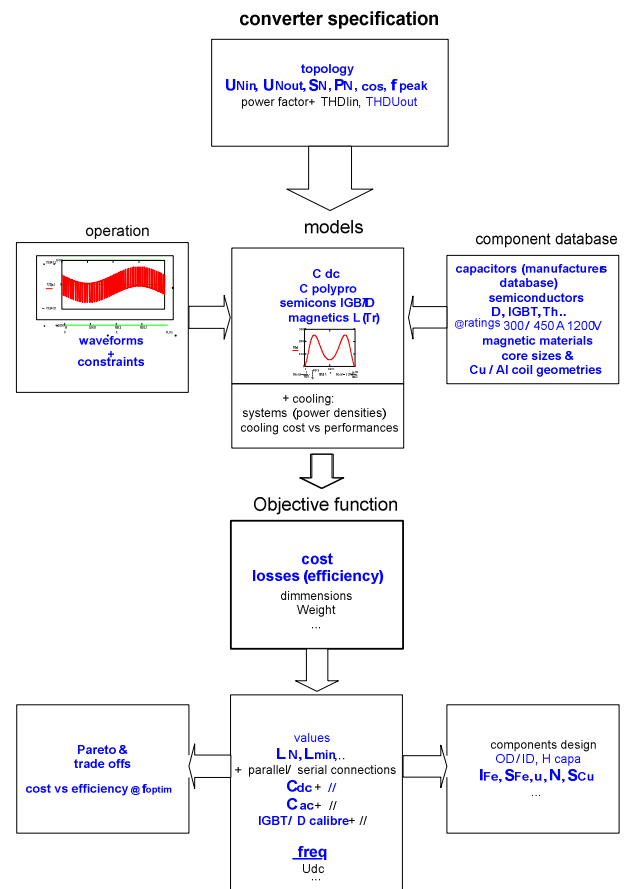 converter specification
topology
UNin, UNout, SN, PN, cos, f peak
power factor+ THDIin, THDUout
operation
models
component database
waveforms
+
constraints
C dc
C polypro
semicons IGB/D
magnetics L (Tr)
+ cooling:
systems (power densities)
cooling cost vs performances
capacitors (manufacturers
database)
semiconductors
D, IGBT, Th..
@ratings 300 / 450 A 1200V
magnetic materials
core sizes &
Cu / Al coil geometries
Objective function
cost
losses (efficiency)
dimmensions
Weight
...
Pareto &
trade offs
cost vs efficiency @ foptim
values
L N, Lmin,..
+ parallel/ serial connections
Cdc + //
Cac + //
IGBT/ D calibre+ //
freq
Udc
...
components design
OD / ID, H capa
lFe, SFe, u, N, SCu
...